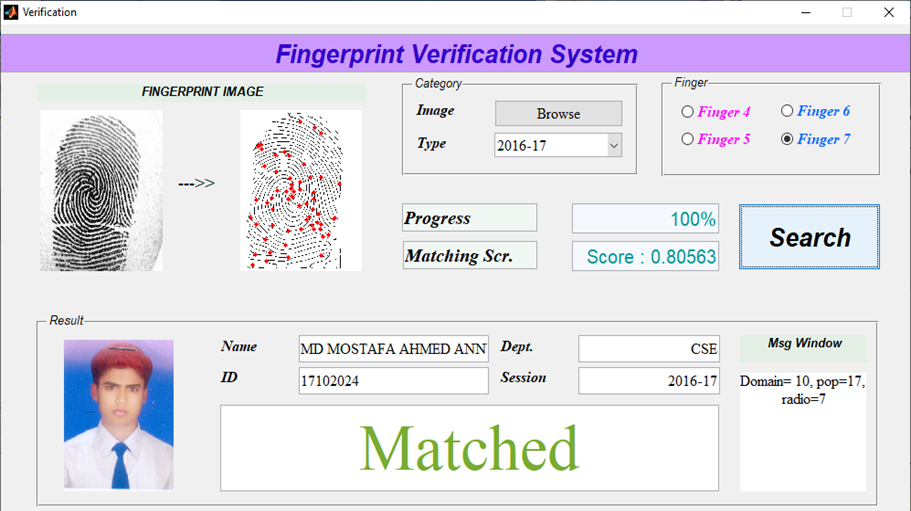 Verification
Fingerprint Verification System
FINGERPRINT IMAGE
--->>
Category
Image
Browse
Type
2016-17
Finger
Finger 4
Finger 6
Finger 5
Finger 7
Progress
100%
Matching Scr.
Score : 0.80563
Search
Result
Name
MD MOSTAFA AHMED ANN
Dept.
CSE
ID
17102024
Session
2016-17
Matched
Msg Window
Domain= 10, pop=17,
radio=7